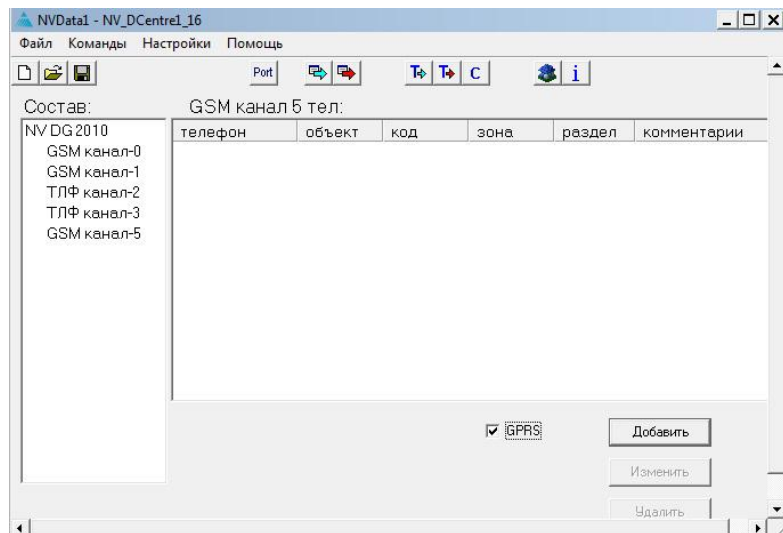 NVData1 - NV_DCentre1_16
Файл Команды Настройки Помощь
Port T T C i
Состав:
GSM канал 5 тел:
NV DG 2010
GSM канал-0
GSM канал-1
ТЛФ канал-2
ТЛФ канал-3
GSM канал-5
телефон объект код зона раздел комментарии
GPRS
Добавить
Изменить
Удалить